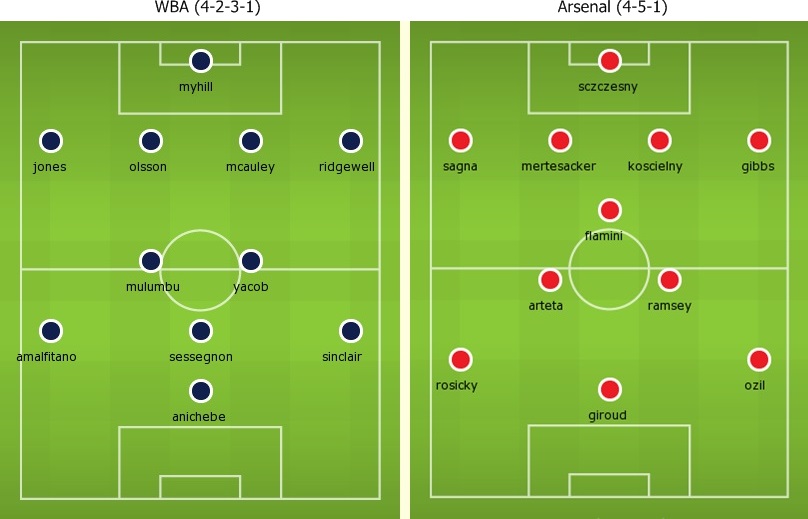 WBA (4-2-3-1)
myhill
jones olsson mcauley ridgewell
mulumbu yacob
amalfitano sessegnon sinclair
anichebe
Arsenal (4-5-1)
sczczesny
sagna mertesacker koscielny gibbs
flamini
arteta ramsey
rosicky ozil
giroud